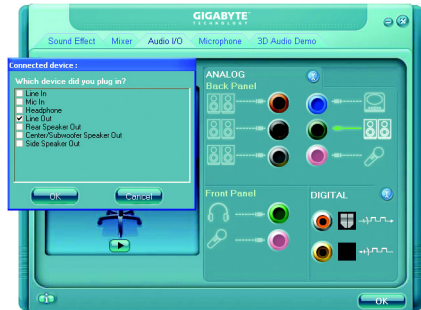 GIGABYTE
TECHNOLOGY
Sound Effect Mixer Audio I/O Microphone 3D Audio Demo
Connected device :
Which device did you plug in?
Line In
Mic In
Headphone
Line Out
Rear Speaker Out
Center/Subwoofer Speaker Out
Side Speaker Out
OK Cancel
ANALOG
Back Panel
Front Panel
DIGITAL
OK